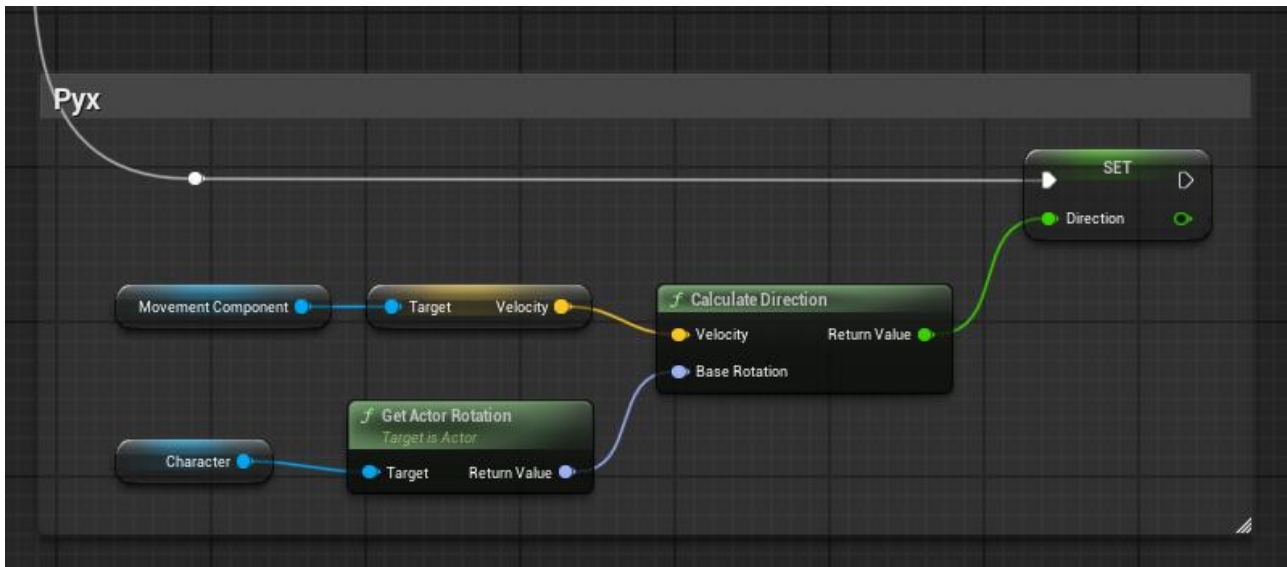 Pyx
SET
Direction
Movement Component
Target Velocity
Calculate Direction
Velocity Return Value
Base Rotation
Get Actor Rotation
Target is Actor
Character
Target Return Value